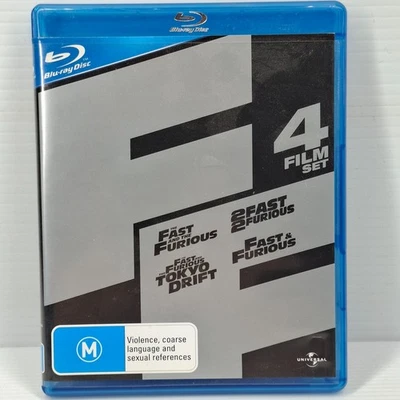 Blu-ray Disc
Blu-ray Disc
4
FILM
SET
THE FAST
AND THE
FURIOUS
2 FAST
2 FURIOUS
THE FAST
AND THE FURIOUS
TOKYO
DRIFT
FAST &
FURIOUS
M
Violence, coarse
language and
sexual references
UNIVERSAL